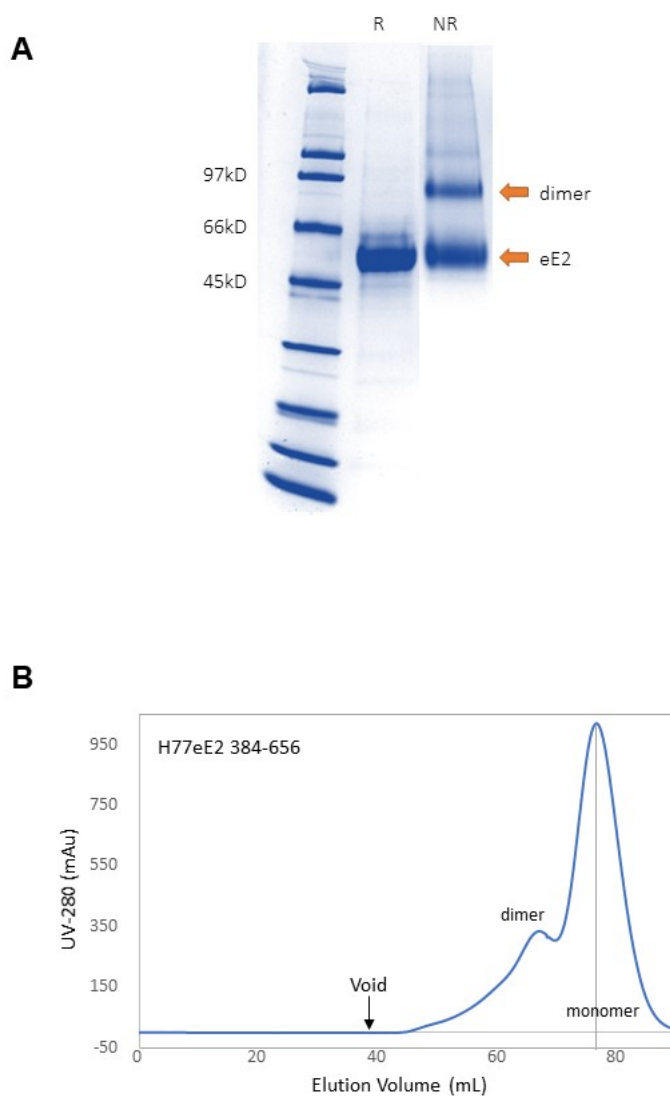 A
R NR
97kD
66kD
45kD
dimer
eE2
B
H77eE2 384-656
950
750
550
350
150
-50
UV-280 (mAu)
dimer
Void
monomer
0 20 40 60 80
Elution Volume (mL)